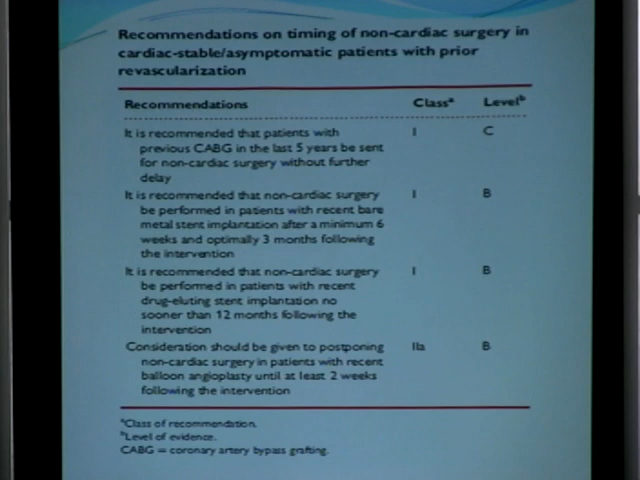 Recommendations on timing of non-cardiac surgery in
cardiac-stable/asymptomatic patients with prior
revascularization
Recommendations Classᵃ Levelᵇ
It is recommended that patients with I C
previous CABG in the last 5 years be sent
for non-cardiac surgery without further
delay
It is recommended that non-cardiac surgery I B
be performed in patients with recent bare
metal stent implantation after a minimum 6
weeks and optimally 3 months following
the intervention
It is recommended that non-cardiac surgery I B
be performed in patients with recent
drug-eluting stent implantation no
sooner than 12 months following the
intervention
Consideration should be given to postponing IIa B
non-cardiac surgery in patients with recent
balloon angioplasty until at least 2 weeks
following the intervention
ᵃClass of recommendation.
ᵇLevel of evidence.
CABG = coronary artery bypass grafting.